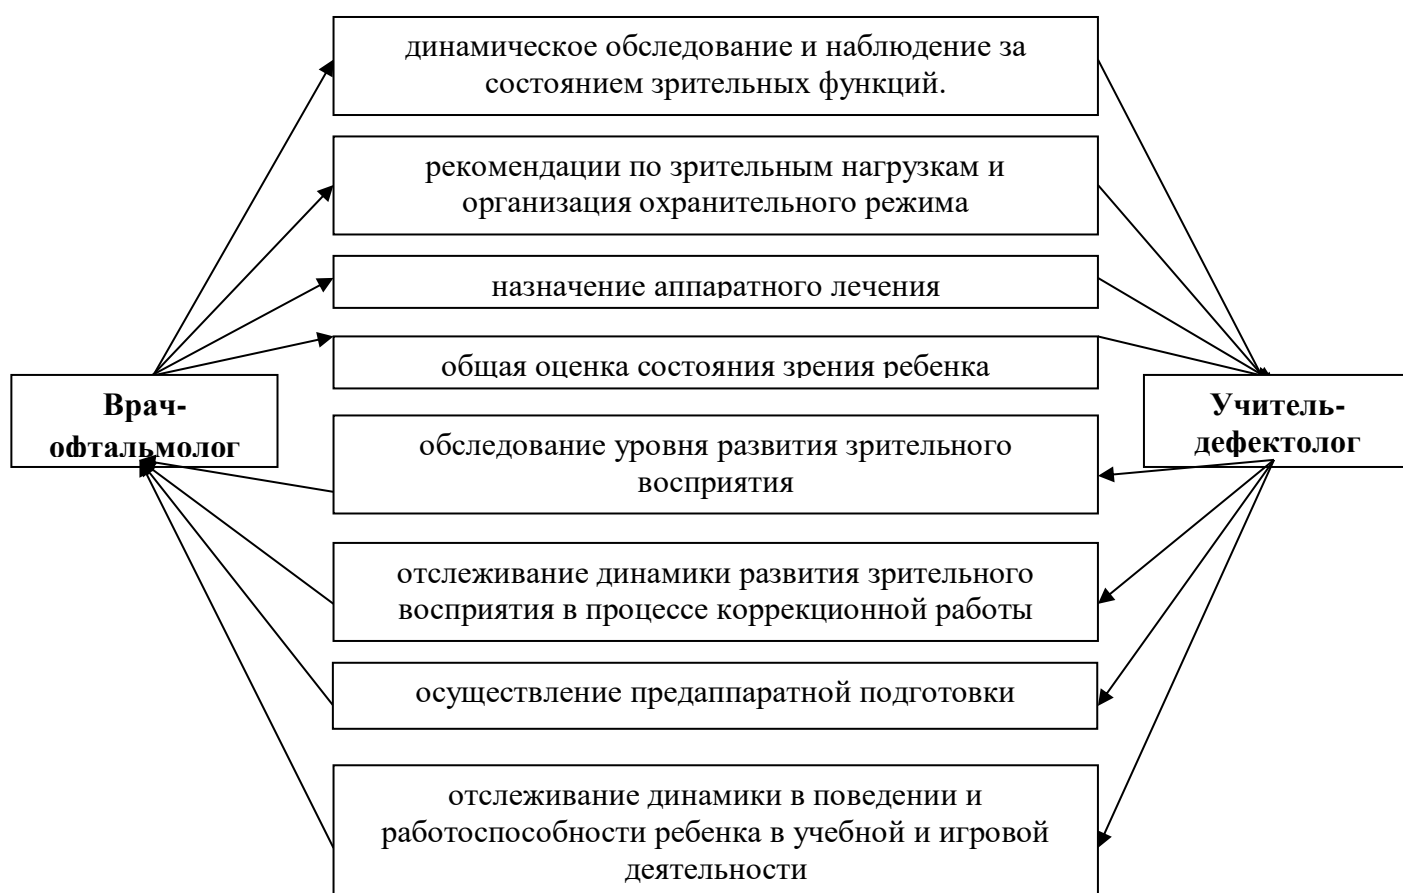 динамическое обследование и наблюдение за
состоянием зрительных функций.
рекомендации по зрительным нагрузкам и
организация охранительного режима
назначение аппаратного лечения
общая оценка состояния зрения ребенка
Врач-
офтальмолог
Учитель-
дефектолог
обследование уровня развития зрительного
восприятия
отслеживание динамики развития зрительного
восприятия в процессе коррекционной работы
осуществление предаппаратной подготовки
отслеживание динамики в поведении и
работоспособности ребенка в учебной и игровой
деятельности